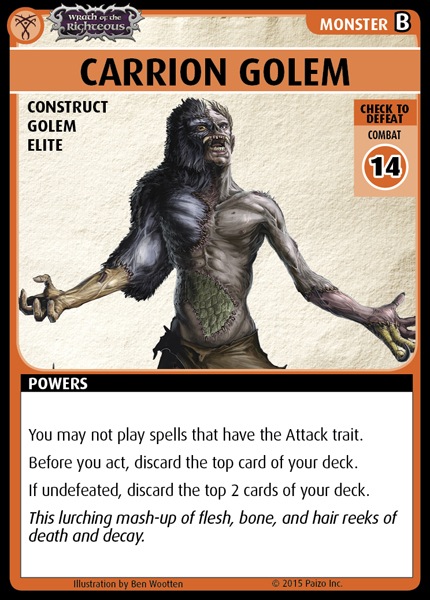 Wrath of the
Righteous
MONSTER B
CARRION GOLEM
CONSTRUCT
GOLEM
ELITE
CHECK TO
DEFEAT
COMBAT
14
POWERS
You may not play spells that have the Attack trait.
Before you act, discard the top card of your deck.
If undefeated, discard the top 2 cards of your deck.
This lurching mash-up of flesh, bone, and hair reeks of
death and decay.
Illustration by Ben Wootten
© 2015 Paizo Inc.